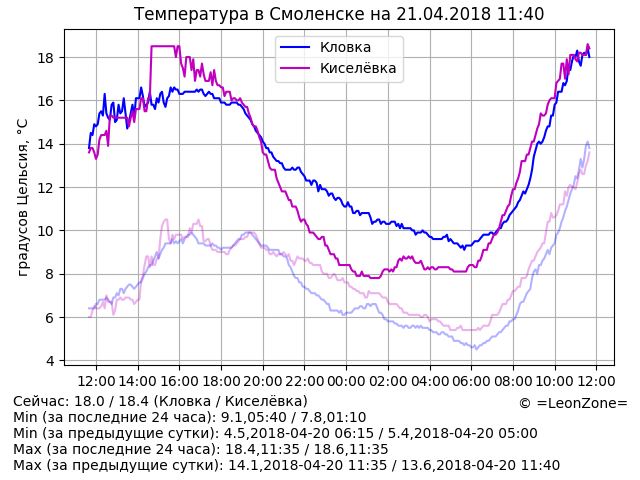 Температура в Смоленске на 21.04.2018 11:40
Кловка
Киселёвка
градусов Цельсия, °C
18
16
14
12
10
8
6
4
12:00 14:00 16:00 18:00 20:00 22:00 00:00 02:00 04:00 06:00 08:00 10:00 12:00
Сейчас: 18.0 / 18.4 (Кловка / Киселёвка)
© =LeonZone=
Min (за последние 24 часа): 9.1,05:40 / 7.8,01:10
Min (за предыдущие сутки): 4.5,2018-04-20 06:15 / 5.4,2018-04-20 05:00
Max (за последние 24 часа): 18.4,11:35 / 18.6,11:35
Max (за предыдущие сутки): 14.1,2018-04-20 11:35 / 13.6,2018-04-20 11:40